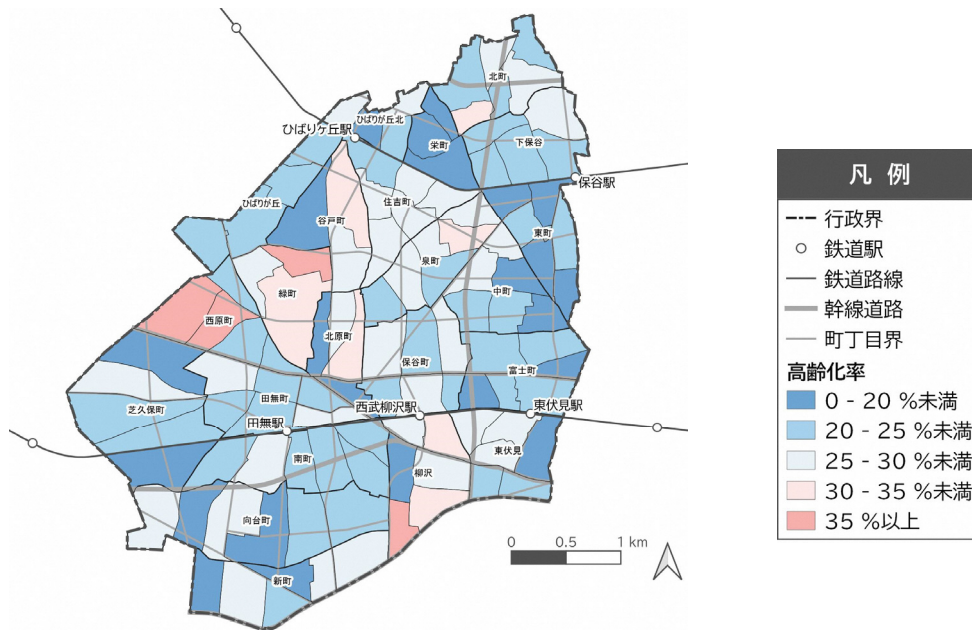 北町
ひばりが丘北
ひばりヶ丘駅
栄町
下保谷
保谷駅
住吉町
ひばりが丘
谷戸町
東町
泉町
緑町
中町
西原町
北原町
保谷町
富士町
田無町
芝久保町
西武柳沢駅
東伏見駅
田無駅
東伏見
南町
柳沢
向台町
新町
0 0.5 1 km
凡 例
行政界
鉄道駅
鉄道路線
幹線道路
町丁目界
高齢化率
0 - 20 %未満
20 - 25 %未満
25 - 30 %未満
30 - 35 %未満
35 %以上